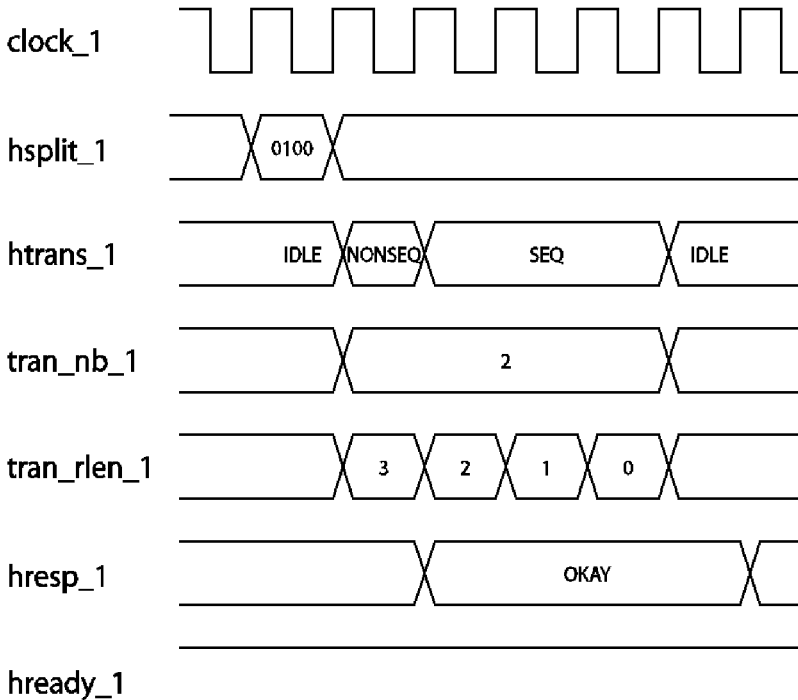 clock_1
hsplit_1 0100
htrans_1 IDLE NONSEQ SEQ IDLE
tran_nb_1 2
tran_rlen_1 3 2 1 0
hresp_1 OKAY
hready_1